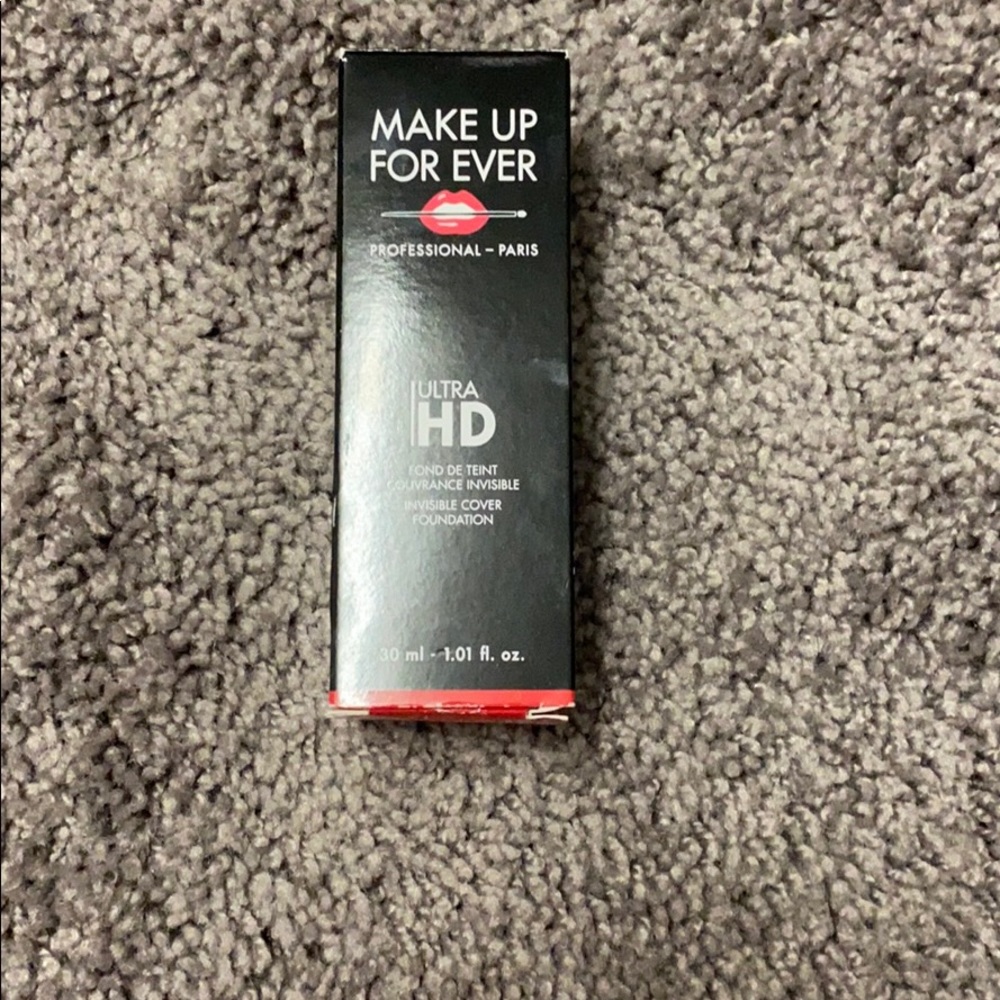 MAKE UP
FOR EVER
PROFESSIONAL – PARIS
ULTRA
HD
FOND DE TEINT
COUVRANCE INVISIBLE
INVISIBLE COVER
FOUNDATION
30 ml - 1.01 fl. oz.